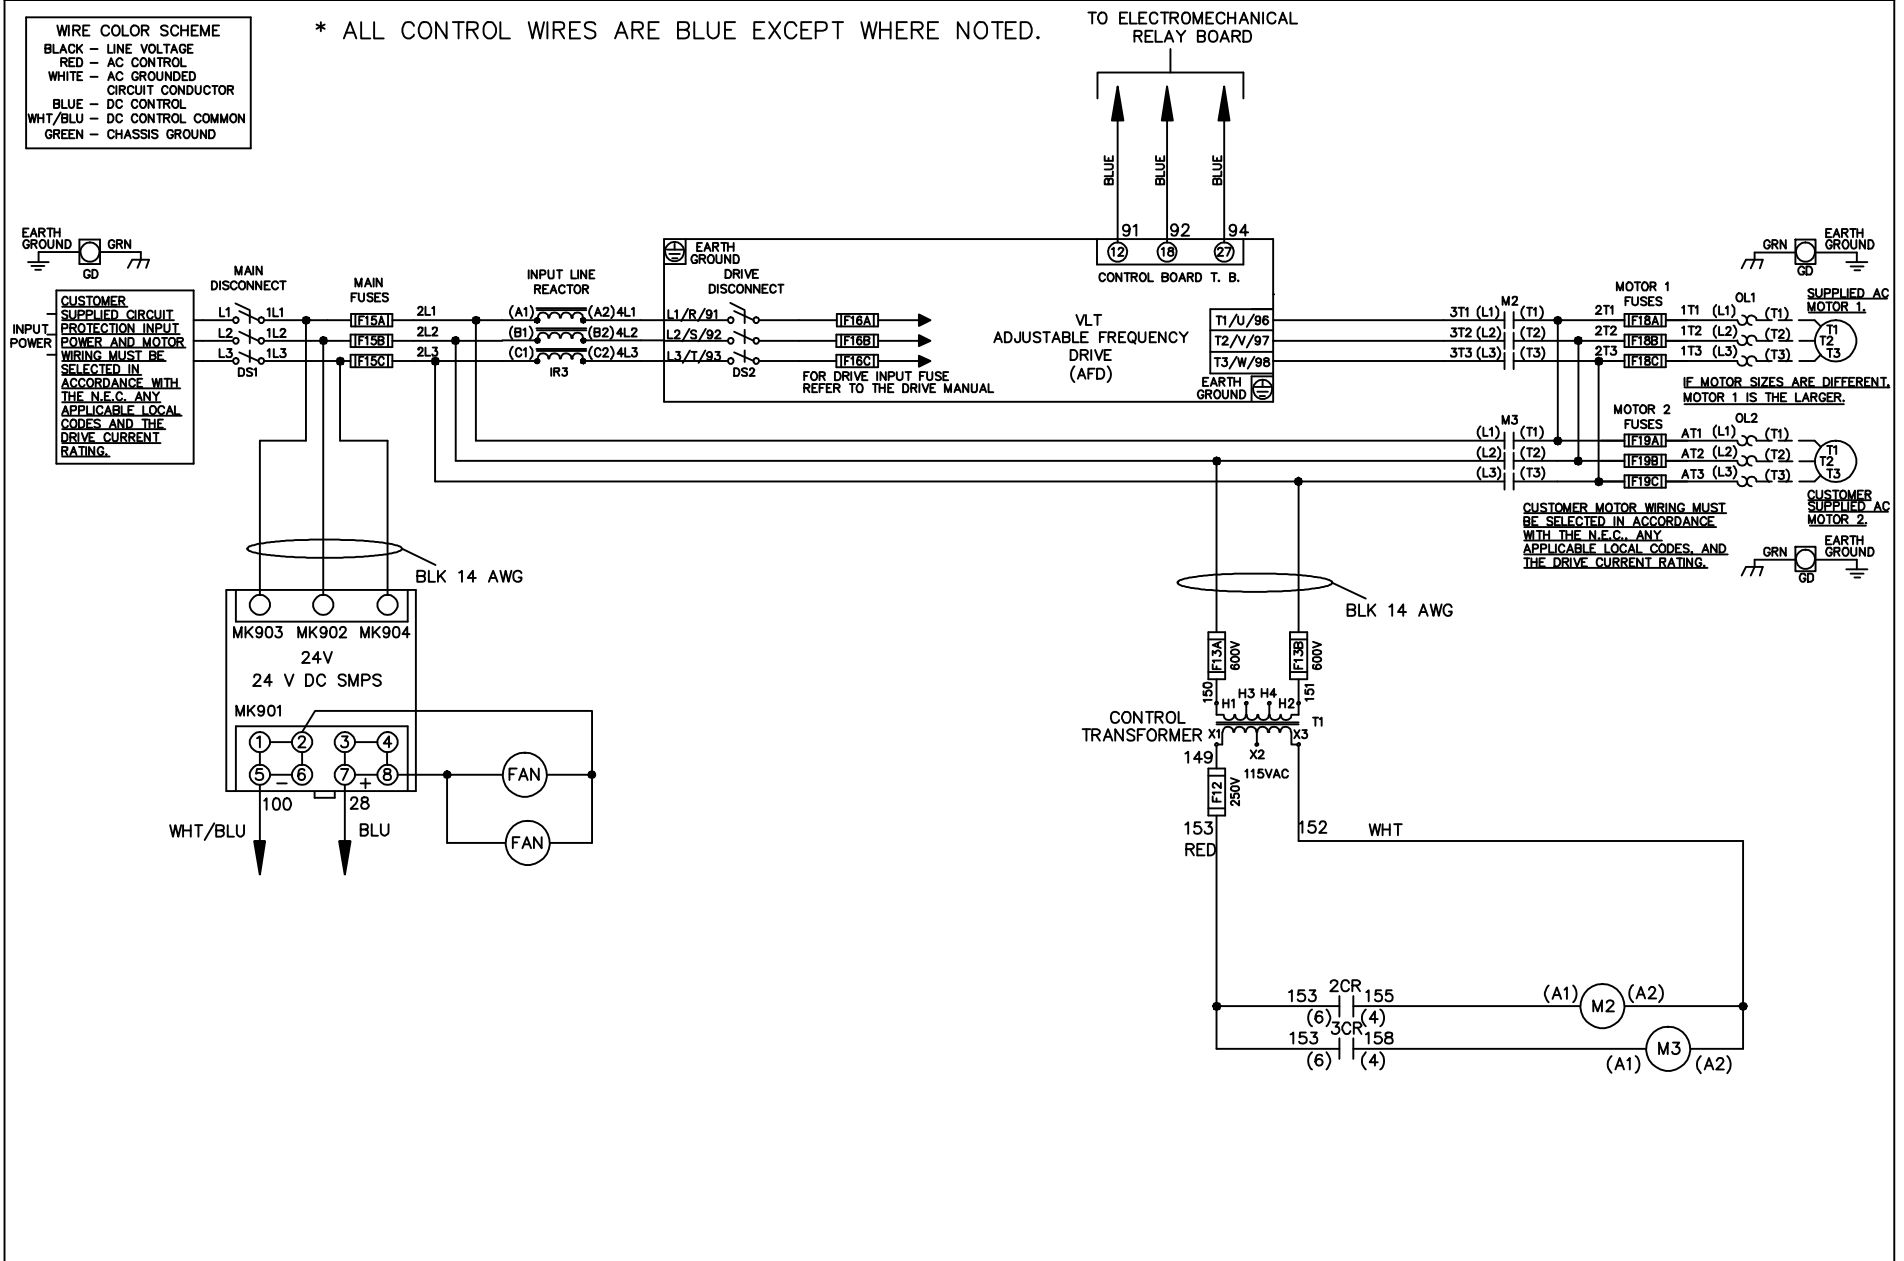 WIRE COLOR SCHEME
BLACK – LINE VOLTAGE
RED – AC CONTROL
WHITE – AC GROUNDED
CIRCUIT CONDUCTOR
BLUE – DC CONTROL
WHT/BLU – DC CONTROL COMMON
GREEN – CHASSIS GROUND
* ALL CONTROL WIRES ARE BLUE EXCEPT WHERE NOTED.
TO ELECTROMECHANICAL
RELAY BOARD
BLUE BLUE BLUE
91 92 94
12 18 27
CONTROL BOARD T. B.
EARTH
GROUND
GRN
GD
INPUT
POWER
CUSTOMER
SUPPLIED CIRCUIT
PROTECTION INPUT
POWER AND MOTOR
WIRING MUST BE
SELECTED IN
ACCORDANCE WITH
THE N.E.C. ANY
APPLICABLE LOCAL
CODES AND THE
DRIVE CURRENT
RATING.
MAIN
DISCONNECT
L1 1L1
L2 1L2
L3 1L3
DS1
MAIN
FUSES
F15A 2L1
F15B 2L2
F15C 2L3
INPUT LINE
REACTOR
(A1) (A2) 4L1
(B1) (B2) 4L2
(C1) (C2) 4L3
IR3
EARTH
GROUND
DRIVE
DISCONNECT
L1/R/91
L2/S/92
L3/T/93
DS2
F16A
F16B
F16C
FOR DRIVE INPUT FUSE
REFER TO THE DRIVE MANUAL
VLT
ADJUSTABLE FREQUENCY
DRIVE
(AFD)
T1/U/96
T2/V/97
T3/W/98
EARTH
GROUND
M2
3T1 (L1) (T1)
3T2 (L2) (T2)
3T3 (L3) (T3)
MOTOR 1
FUSES
2T1 F18A 1T1 (L1)
2T2 F18B 1T2 (L2)
2T3 F18C 1T3 (L3)
OL1
(T1)
(T2)
(T3)
GRN
GD
EARTH
GROUND
SUPPLIED AC
MOTOR 1.
T1
T2
T3
IF MOTOR SIZES ARE DIFFERENT,
MOTOR 1 IS THE LARGER.
M3
(L1) (T1)
(L2) (T2)
(L3) (T3)
MOTOR 2
FUSES
F19A AT1 (L1)
F19B AT2 (L2)
F19C AT3 (L3)
OL2
(T1)
(T2)
(T3)
T1
T2
T3
CUSTOMER
SUPPLIED AC
MOTOR 2.
CUSTOMER MOTOR WIRING MUST
BE SELECTED IN ACCORDANCE
WITH THE N.E.C., ANY
APPLICABLE LOCAL CODES, AND
THE DRIVE CURRENT RATING.
GRN
GD
EARTH
GROUND
BLK 14 AWG
MK903 MK902 MK904
24V
24 V DC SMPS
MK901
1 2 3 4
5 – 6 7 + 8
100 28
WHT/BLU BLU
FAN
FAN
BLK 14 AWG
F13A 600V F13B 600V
150 151
H1 H3 H4 H2
T1
CONTROL
TRANSFORMER
X1 X2 X3
149
115VAC
F12 250V
153
RED
152 WHT
153 2CR 155 (A1) M2 (A2)
(6) (4)
153 3CR 158 M3
(6) (4) (A1) (A2)